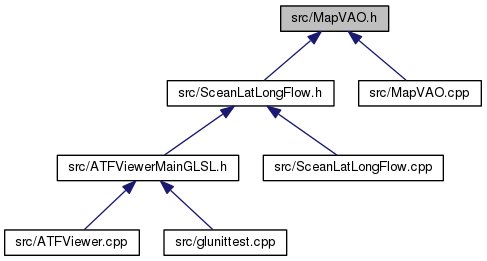 src/MapVAO.h
src/SceanLatLongFlow.h
src/MapVAO.cpp
src/ATFViewerMainGLSL.h
src/SceanLatLongFlow.cpp
src/ATFViewer.cpp
src/glunittest.cpp